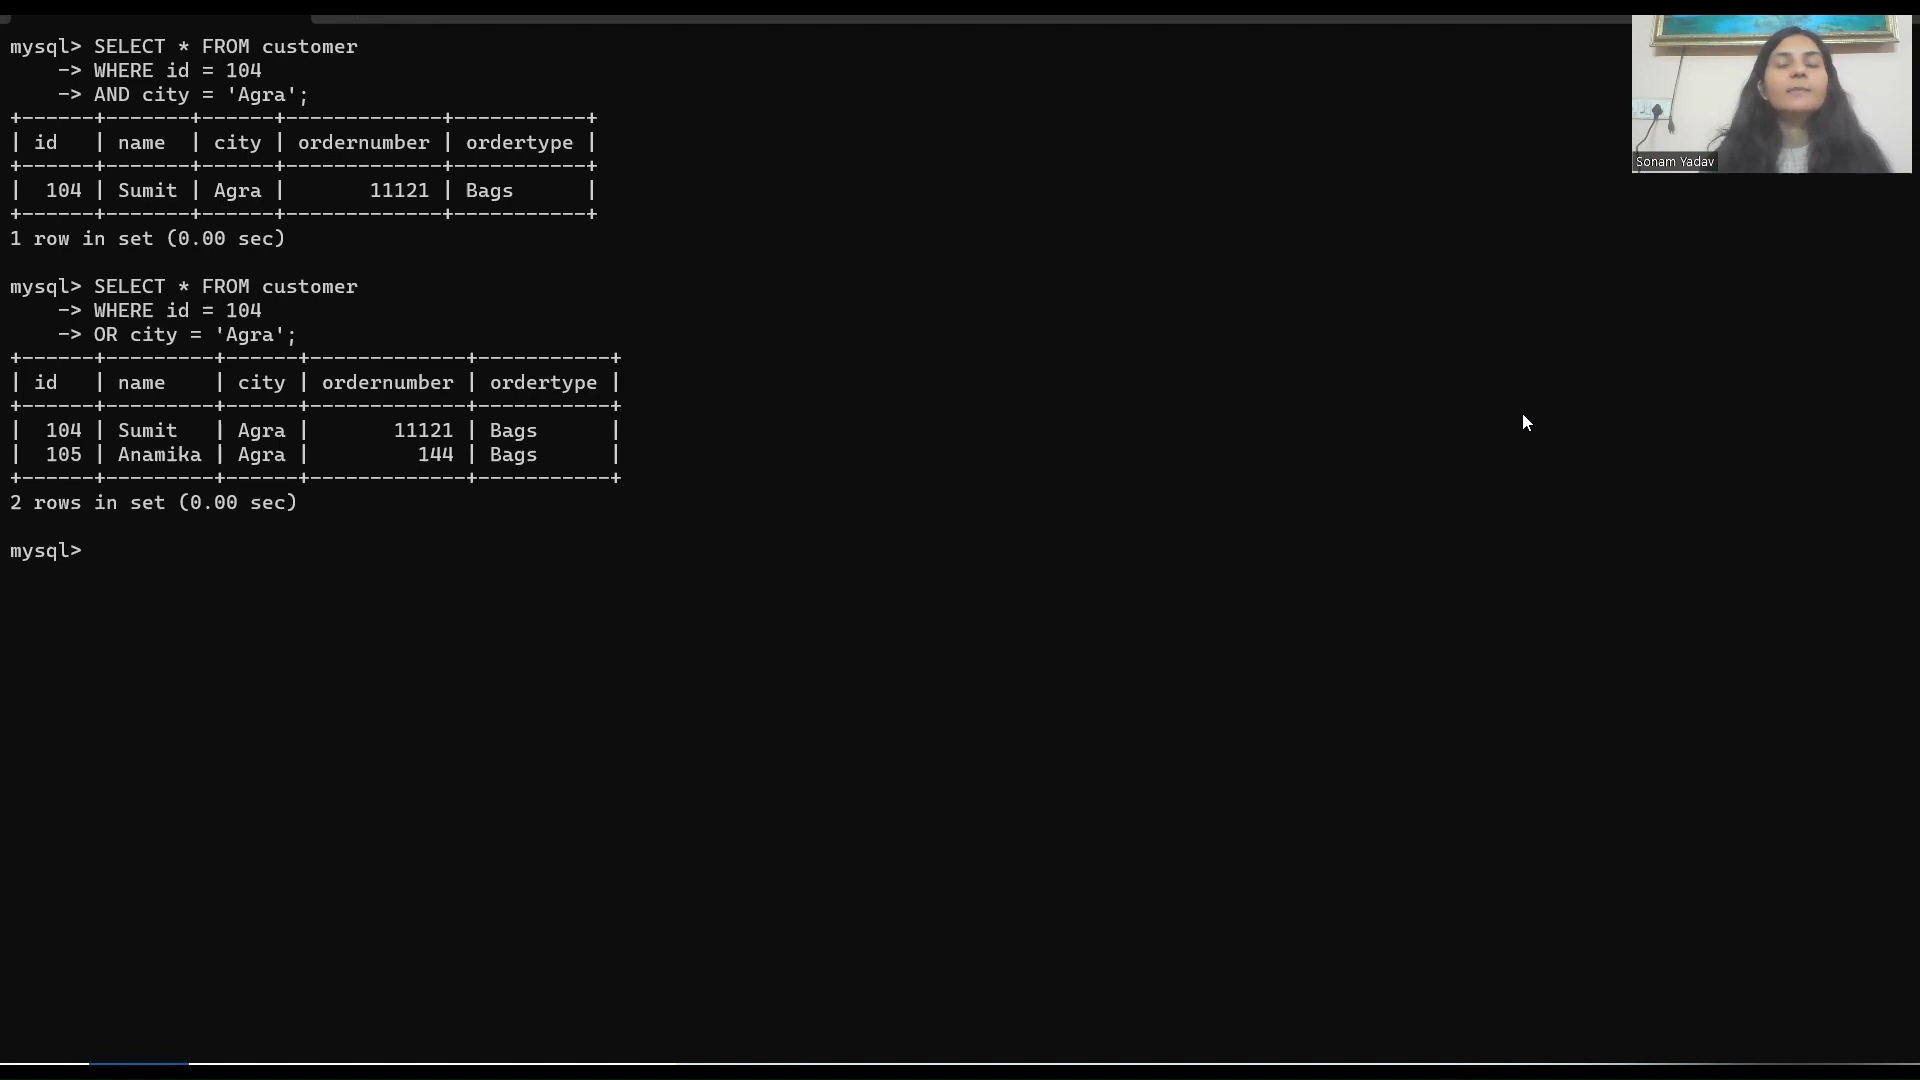 mysql> SELECT * FROM customer
    -> WHERE id = 104
    -> AND city = 'Agra';
+------+-------+------+-------------+-----------+
| id   | name  | city | ordernumber | ordertype |
+------+-------+------+-------------+-----------+
|  104 | Sumit | Agra |       11121 | Bags      |
+------+-------+------+-------------+-----------+
1 row in set (0.00 sec)

mysql> SELECT * FROM customer
    -> WHERE id = 104
    -> OR city = 'Agra';
+------+---------+------+-------------+-----------+
| id   | name    | city | ordernumber | ordertype |
+------+---------+------+-------------+-----------+
|  104 | Sumit   | Agra |       11121 | Bags      |
|  105 | Anamika | Agra |         144 | Bags      |
+------+---------+------+-------------+-----------+
2 rows in set (0.00 sec)

mysql>
Sonam Yadav